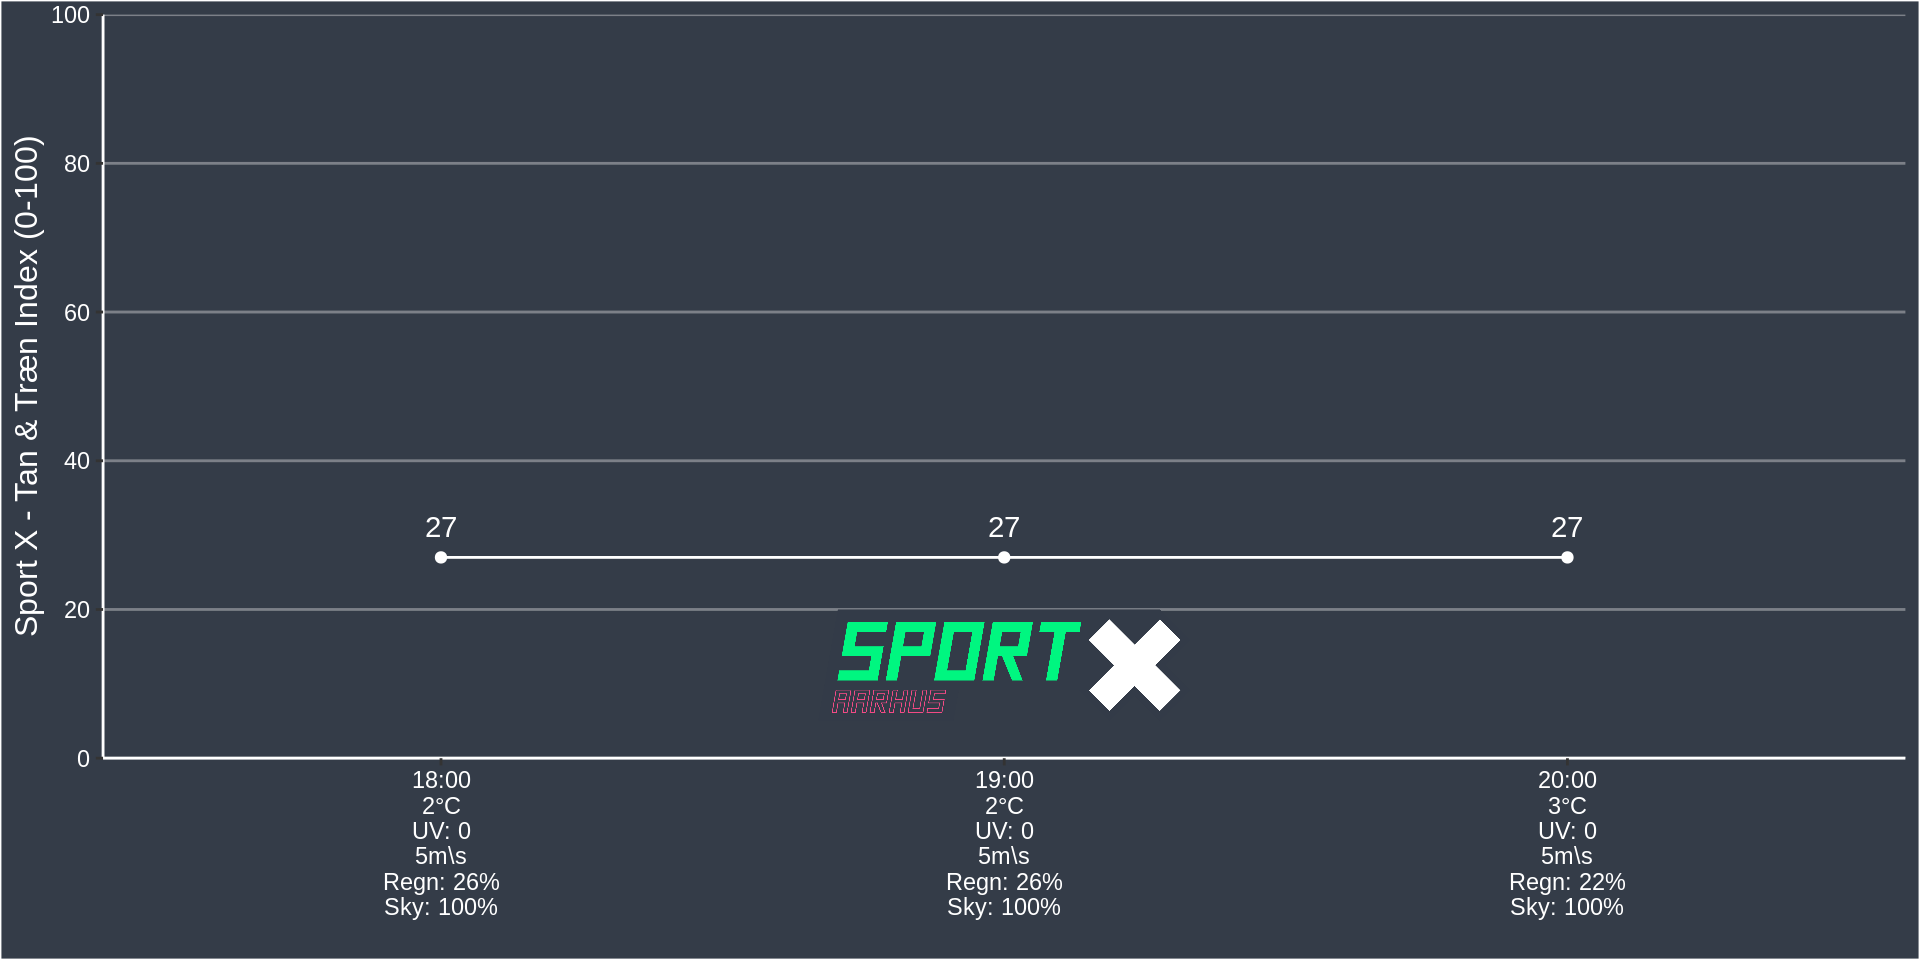 Sport X - Tan & Træn Index (0-100)
100
80
60
40
20
0
27
27
27
SPORT X
AARHUS
18:00
2°C
UV: 0
5m\s
Regn: 26%
Sky: 100%
19:00
2°C
UV: 0
5m\s
Regn: 26%
Sky: 100%
20:00
3°C
UV: 0
5m\s
Regn: 22%
Sky: 100%